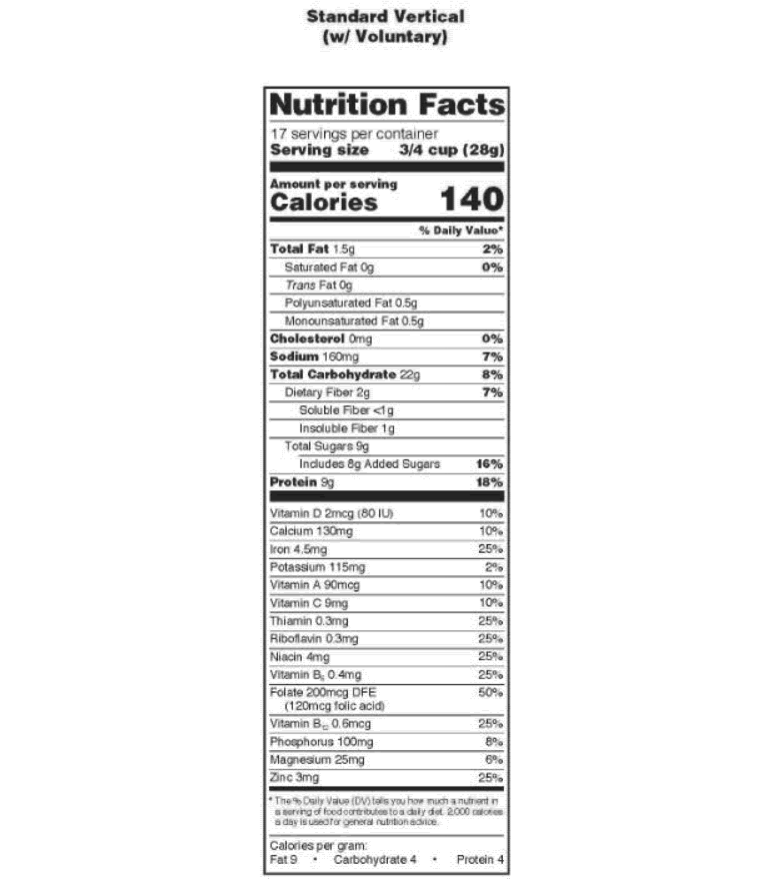 Standard Vertical
(w/ Voluntary)
Nutrition Facts
17 servings per container
Serving size 3/4 cup (28g)
Amount per serving
Calories 140
% Daily Value*
Total Fat 1.5g 2%
Saturated Fat 0g 0%
Trans Fat 0g
Polyunsaturated Fat 0.5g
Monounsaturated Fat 0.5g
Cholesterol 0mg 0%
Sodium 160mg 7%
Total Carbohydrate 22g 8%
Dietary Fiber 2g 7%
Soluble Fiber <1g
Insoluble Fiber 1g
Total Sugars 9g
Includes 8g Added Sugars 16%
Protein 9g 18%
Vitamin D 2mcg (80 IU) 10%
Calcium 130mg 10%
Iron 4.5mg 25%
Potassium 115mg 2%
Vitamin A 90mcg 10%
Vitamin C 9mg 10%
Thiamin 0.3mg 25%
Riboflavin 0.3mg 25%
Niacin 4mg 25%
Vitamin B₆ 0.4mg 25%
Folate 200mcg DFE 50%
(120mcg folic acid)
Vitamin B₁₂ 0.6mcg 25%
Phosphorus 100mg 8%
Magnesium 25mg 6%
Zinc 3mg 25%
* The % Daily Value (DV) tells you how much a nutrient in
a serving of food contributes to a daily diet. 2,000 calories
a day is used for general nutrition advice.
Calories per gram:
Fat 9 • Carbohydrate 4 • Protein 4